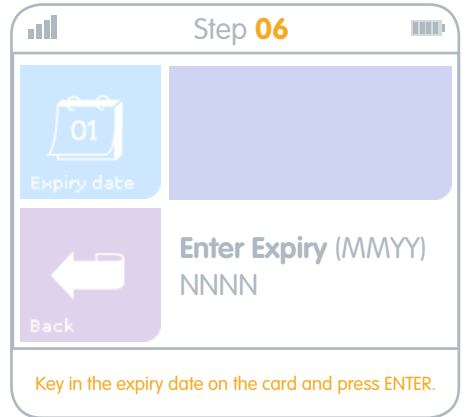 Step 06
01
Expiry date
Enter Expiry (MMYY)
NNNN
Back
Key in the expiry date on the card and press ENTER.